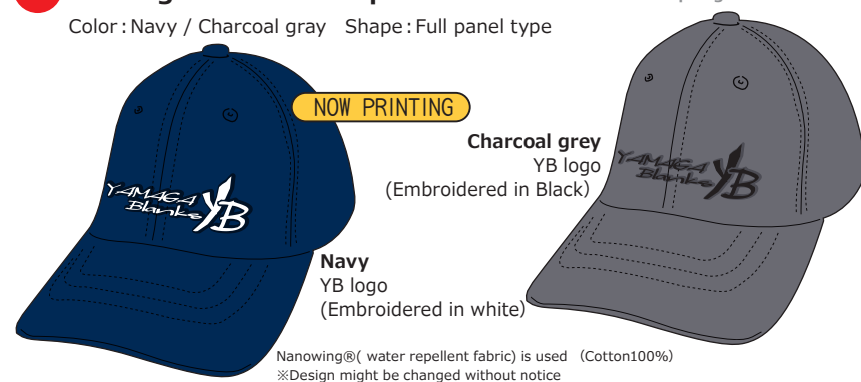 Color : Navy / Charcoal gray Shape : Full panel type
NOW PRINTING
Charcoal grey
YB logo
(Embroidered in Black)
YAMAGA
Blanks
YB
YAMAGA
Blanks
YB
Navy
YB logo
(Embroidered in white)
Nanowing®( water repellent fabric) is used （Cotton100%）
※Design might be changed without notice